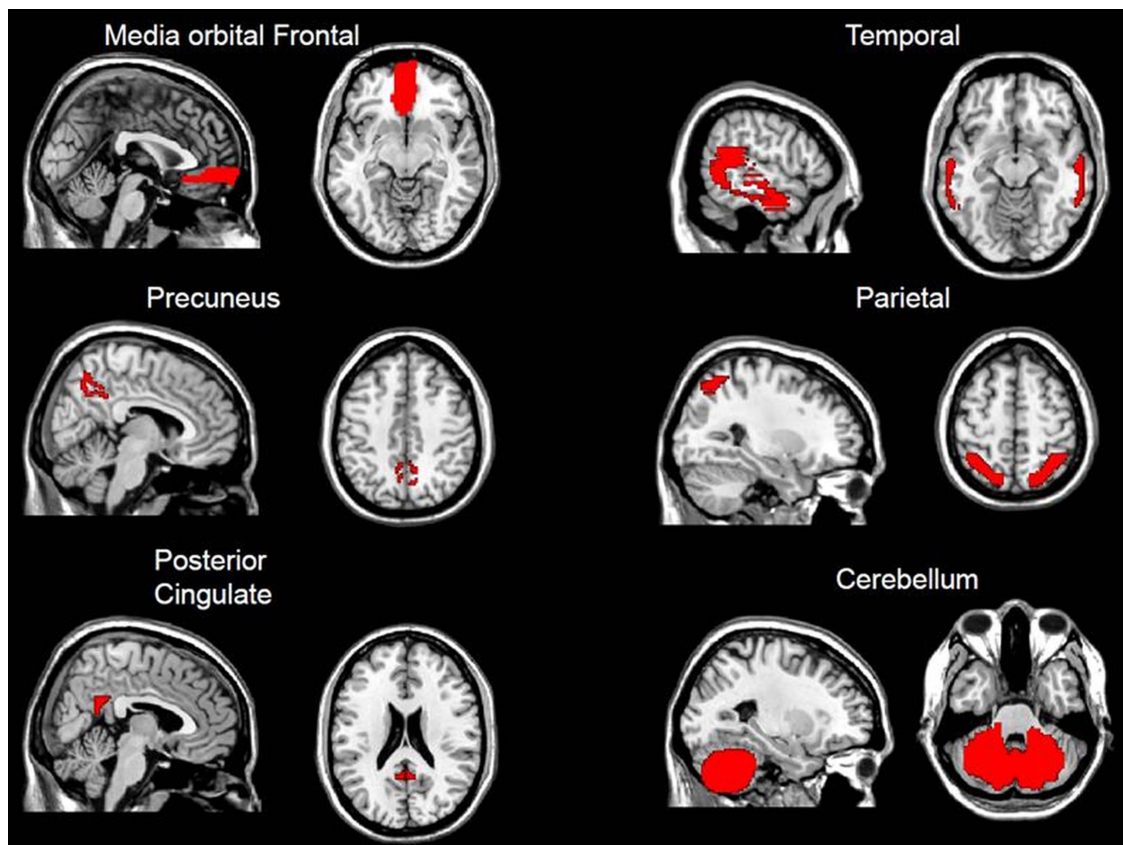 Media orbital Frontal
Temporal
Precuneus
Parietal
Posterior
Cingulate
Cerebellum